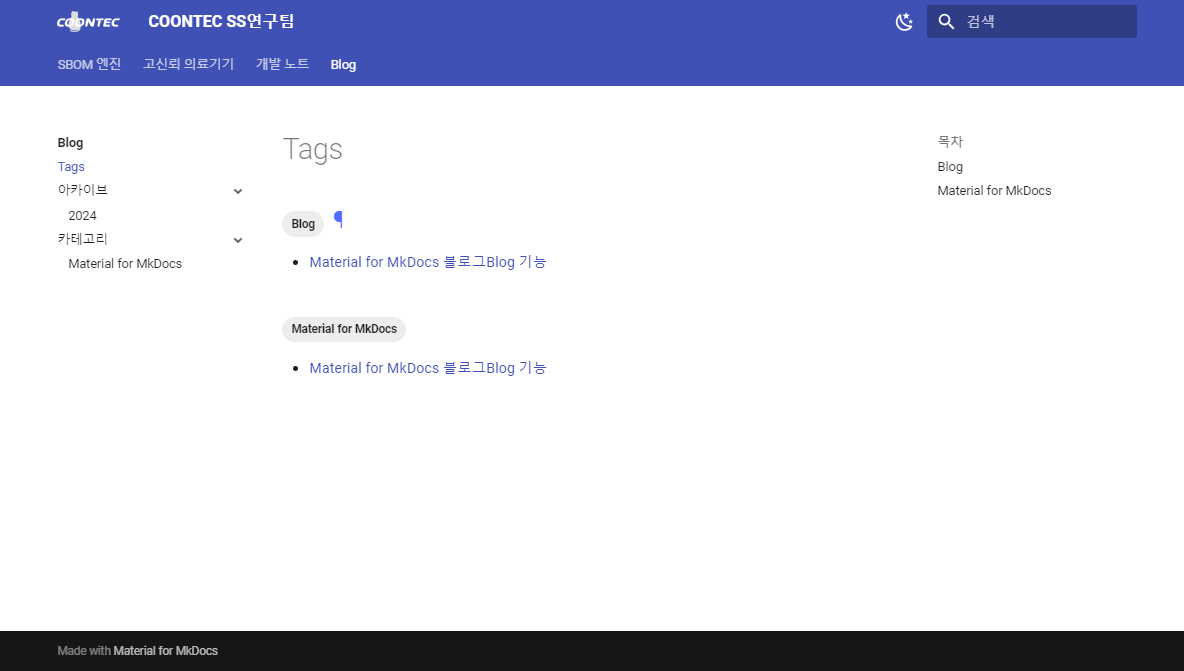 COONTEC COONTEC SS연구팀 검색
SBOM 엔진 고신뢰 의료기기 개발 노트 Blog
Blog
Tags
아카이브
2024
카테고리
Material for MkDocs
Tags
Blog ¶
Material for MkDocs 블로그Blog 기능
Material for MkDocs
Material for MkDocs 블로그Blog 기능
목차
Blog
Material for MkDocs
Made with Material for MkDocs